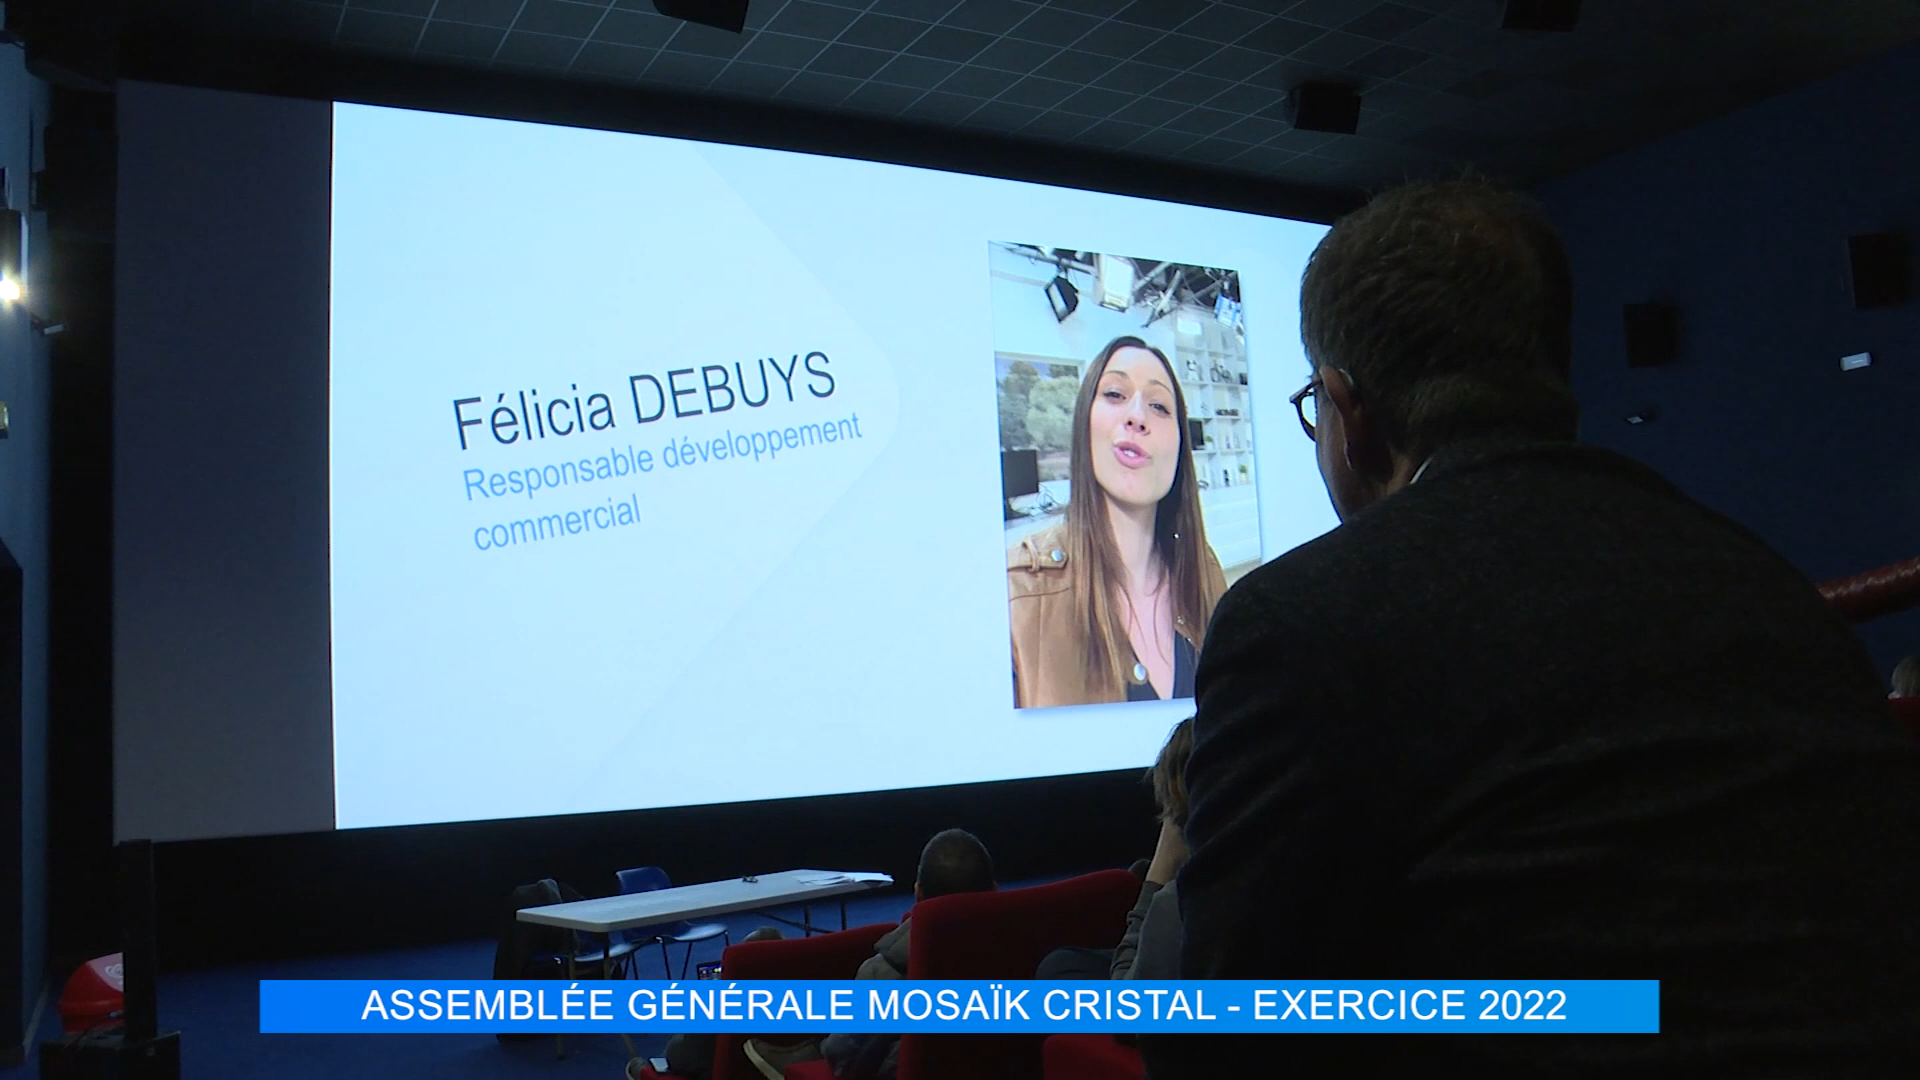 Félicia DEBUYS
Responsable développement
commercial
ASSEMBLÉE GÉNÉRALE MOSAÏK CRISTAL - EXERCICE 2022